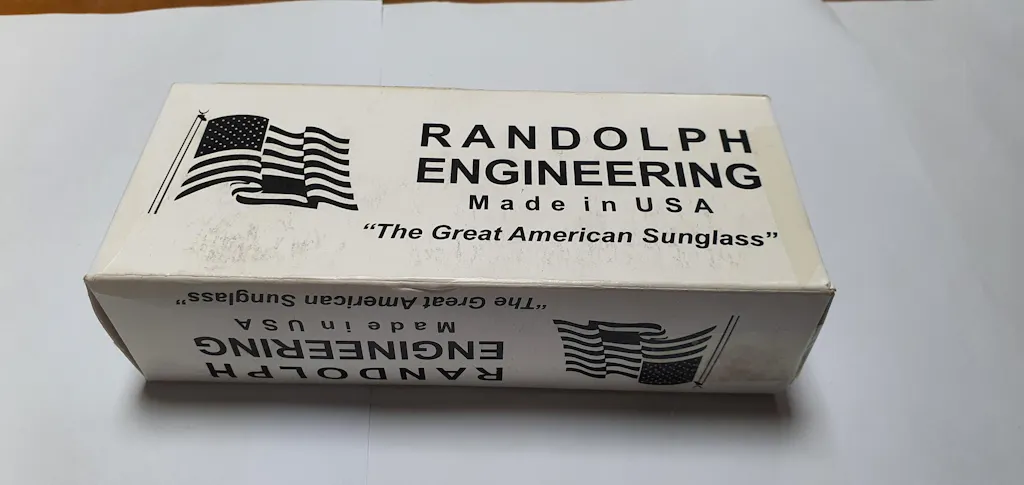 RANDOLPH
ENGINEERING
Made in USA
“The Great American Sunglass”
“The Great American Sunglass”
Made in USA
ENGINEERING
RANDOLPH